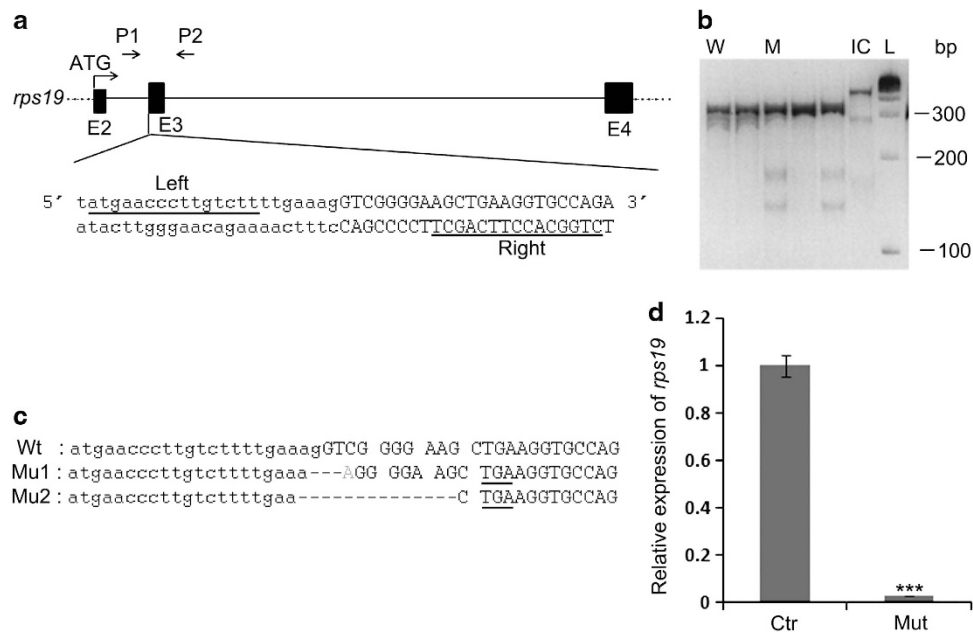 a
P1 P2
ATG
rps19
E2 E3 E4
Left
5´ tatgaacccttgtcttttgaaagGTCGGGGAAGCTGAAGGTGCCAGA 3´
atacttgggaacagaaaactttcCAGCCCCTTCGACTTCCACGGTCT
Right
b
W M IC L bp
300
200
100
c
Wt : atgaacccttgtcttttgaaagGTCG GGG AAG CTGAAGGTGCCAG
Mu1 : atgaacccttgtcttttgaaa---AGG GGA AGC TGAAGGTGCCAG
Mu2 : atgaacccttgtcttttgaa---------------C TGAAGGTGCCAG
d
Relative expression of rps19
1.2
1
0.8
0.6
0.4
0.2
0
***
Ctr Mut